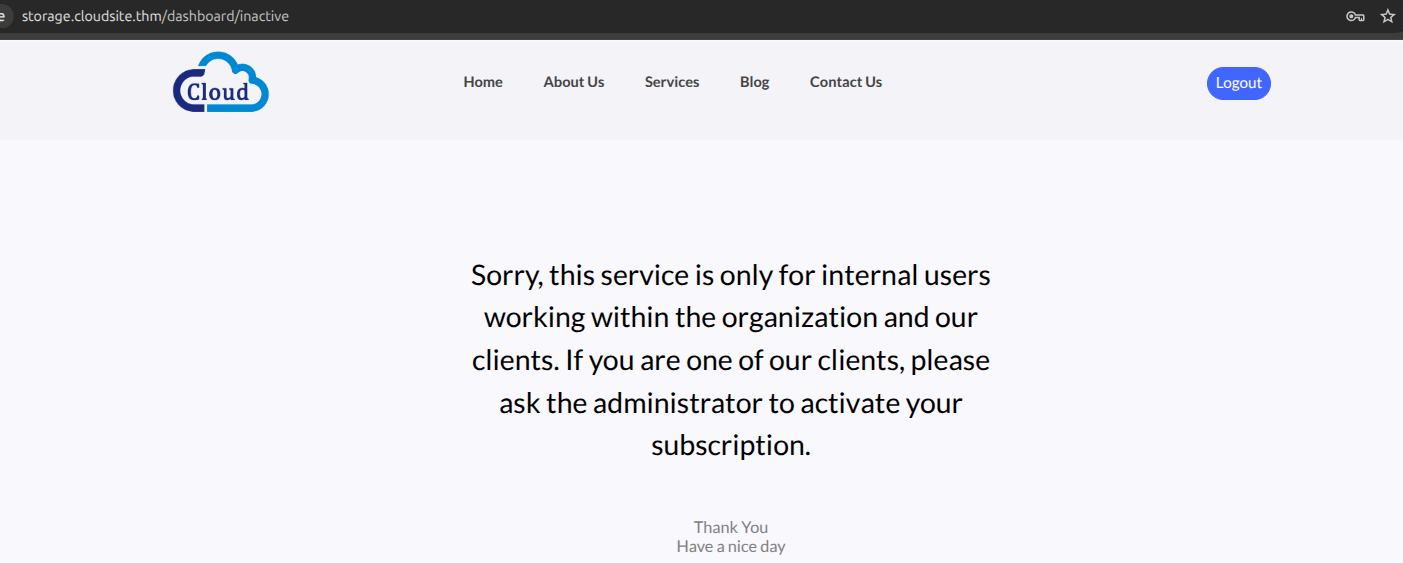 storage.cloudsite.thm/dashboard/inactive
Cloud
Home About Us Services Blog Contact Us
Logout
Sorry, this service is only for internal users
working within the organization and our
clients. If you are one of our clients, please
ask the administrator to activate your
subscription.
Thank You
Have a nice day